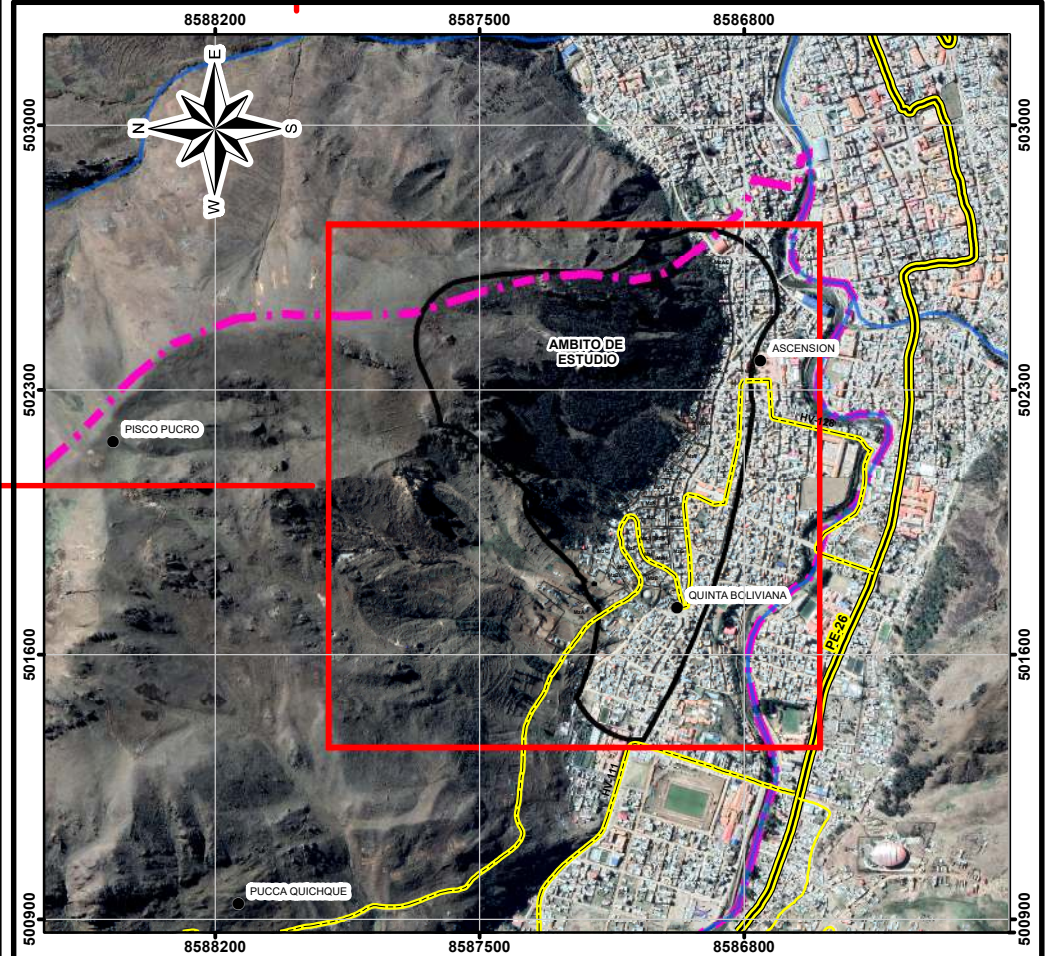 8588200
8587500
8586800
E
N
S
W
503000
503000
AMBITO DE
ESTUDIO
ASCENSION
502300
502300
HV-120
PISCO PUCRO
QUINTA BOLIVIANA
PE-26
501600
501600
HV-111
PUCCA QUICHQUE
500900
500900
8588200
8587500
8586800